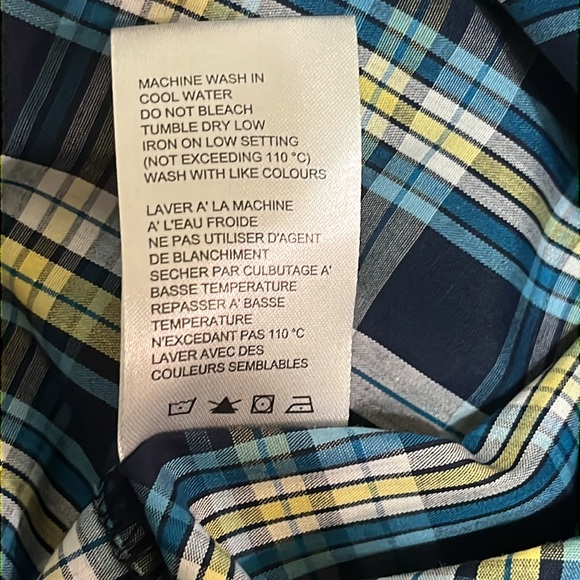 MACHINE WASH IN
COOL WATER
DO NOT BLEACH
TUMBLE DRY LOW
IRON ON LOW SETTING
(NOT EXCEEDING 110 °C)
WASH WITH LIKE COLOURS
LAVER A' LA MACHINE
A' L'EAU FROIDE
NE PAS UTILISER D'AGENT
DE BLANCHIMENT
SECHER PAR CULBUTAGE A'
BASSE TEMPERATURE
REPASSER A' BASSE
TEMPERATURE
N'EXCEDANT PAS 110 °C
LAVER AVEC DES
COULEURS SEMBLABLES